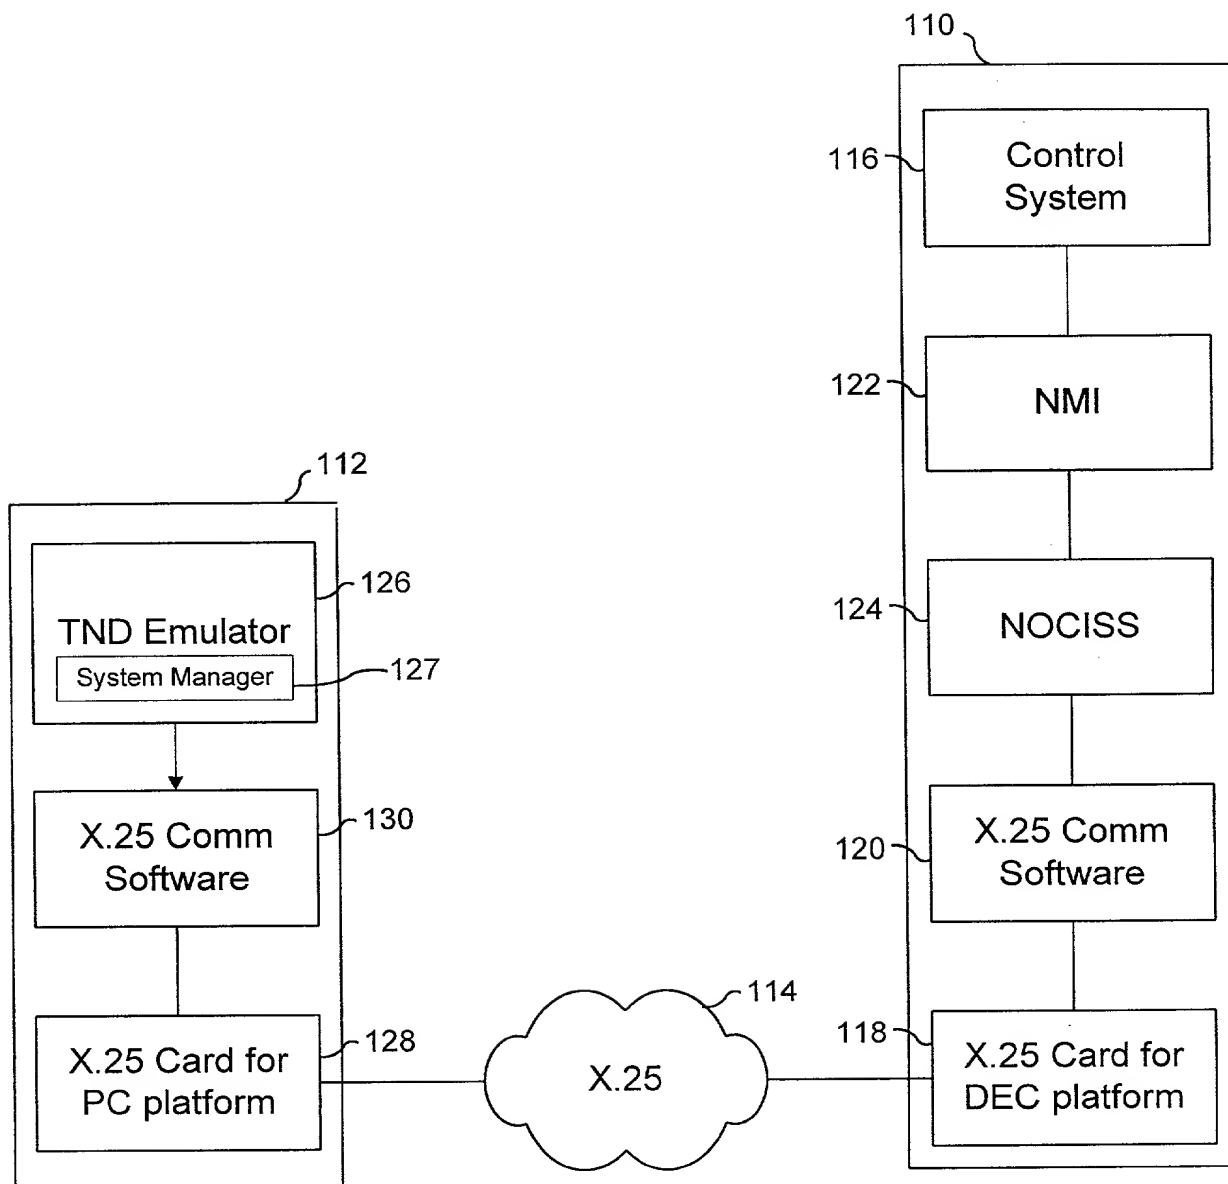 110
116
Control
System
122
NMI
112
126
TND Emulator
System Manager
127
124
NOCISS
130
X.25 Comm
Software
120
X.25 Comm
Software
114
X.25
128
X.25 Card for
PC platform
118
X.25 Card for
DEC platform